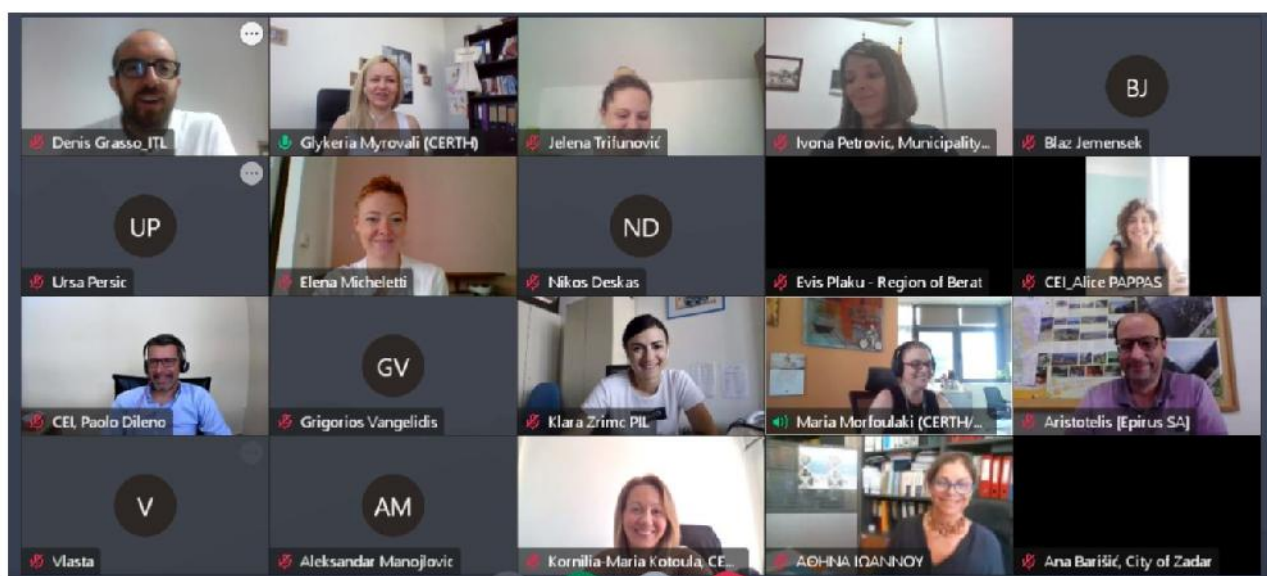 Denis Grasso_ITL
Glykeria Myrovali (CERTH)
Jelena Trifunović
Ivona Petrovic, Municipality...
BJ
Blaz Jemensek
UP
Ursa Persic
Elena Micheletti
ND
Nikos Deskas
Evis Plaku - Region of Berat
CEI_Alice PAPPAS
CEI, Paolo Dileno
GV
Grigorios Vangelidis
Klara Zrimc PIL
Maria Morfoulaki (CERTH/...
Aristotelis [Epirus SA]
V
Vlasta
AM
Aleksandar Manojlovic
Kornilia-Maria Kotoula, CE...
ΑΘΗΝΑ ΙΩΑΝΝΟΥ
Ana Barišić, City of Zadar